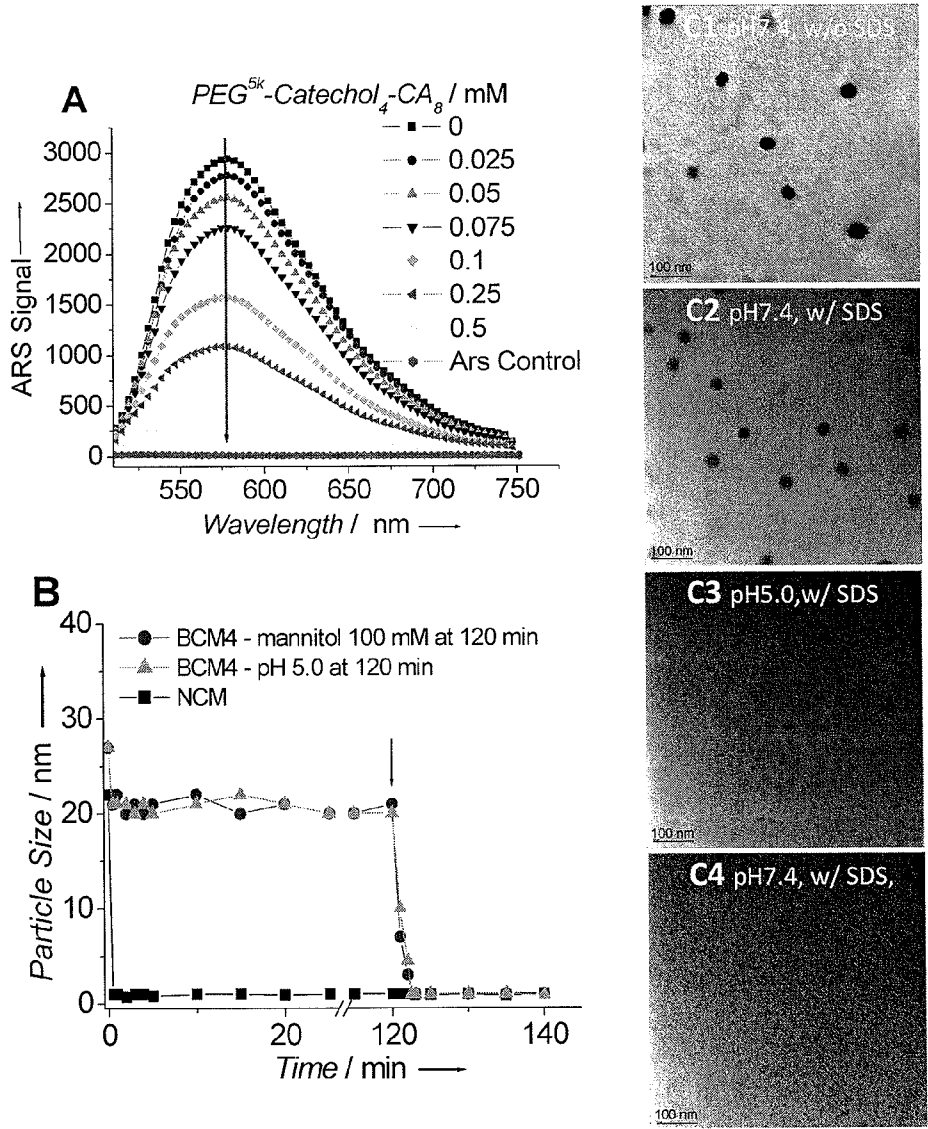 A
PEG5k-Catechol4-CA8 / mM
0
0.025
0.05
0.075
0.1
0.25
0.5
Ars Control
ARS Signal
3000
2500
2000
1500
1000
500
0
550 600 650 700 750
Wavelength / nm
B
BCM4 - mannitol 100 mM at 120 min
BCM4 - pH 5.0 at 120 min
NCM
Particle Size / nm
40
30
20
10
0
0 20 120 140
Time / min
C1 pH7.4, w/o SDS
100 nm
C2 pH7.4, w/ SDS
100 nm
C3 pH5.0,w/ SDS
100 nm
C4 pH7.4, w/ SDS,
100 nm